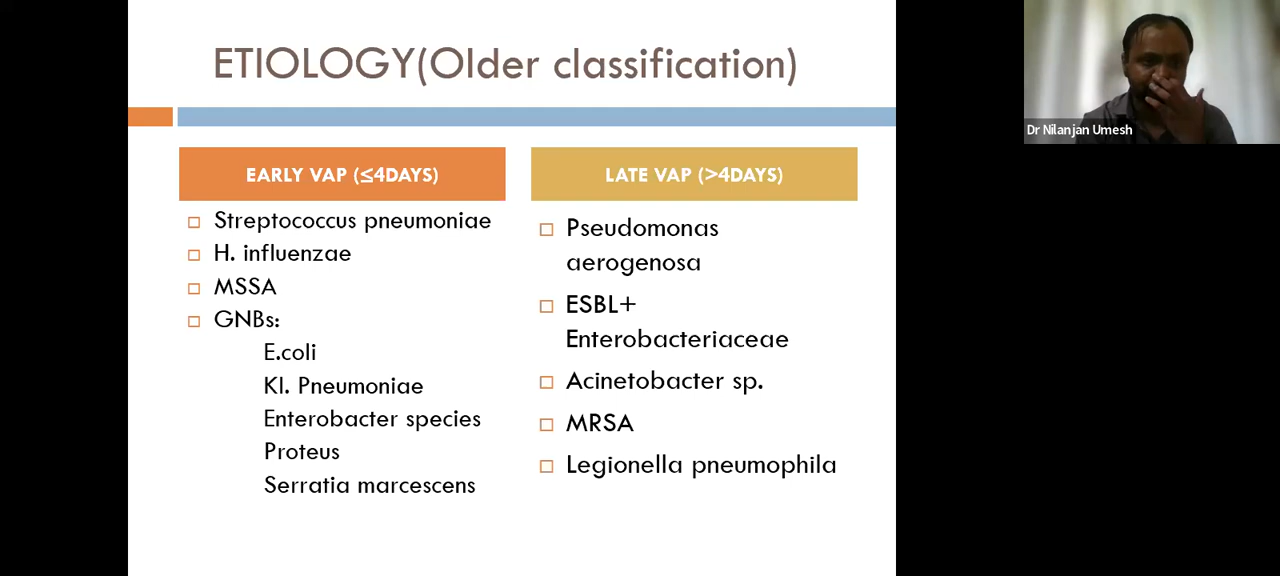 ETIOLOGY(Older classification)
EARLY VAP (≤4DAYS)
Streptococcus pneumoniae
H. influenzae
MSSA
GNBs:
E.coli
Kl. Pneumoniae
Enterobacter species
Proteus
Serratia marcescens
LATE VAP (>4DAYS)
Pseudomonas
aerogenosa
ESBL+
Enterobacteriaceae
Acinetobacter sp.
MRSA
Legionella pneumophila
Dr Nilanjan Umesh